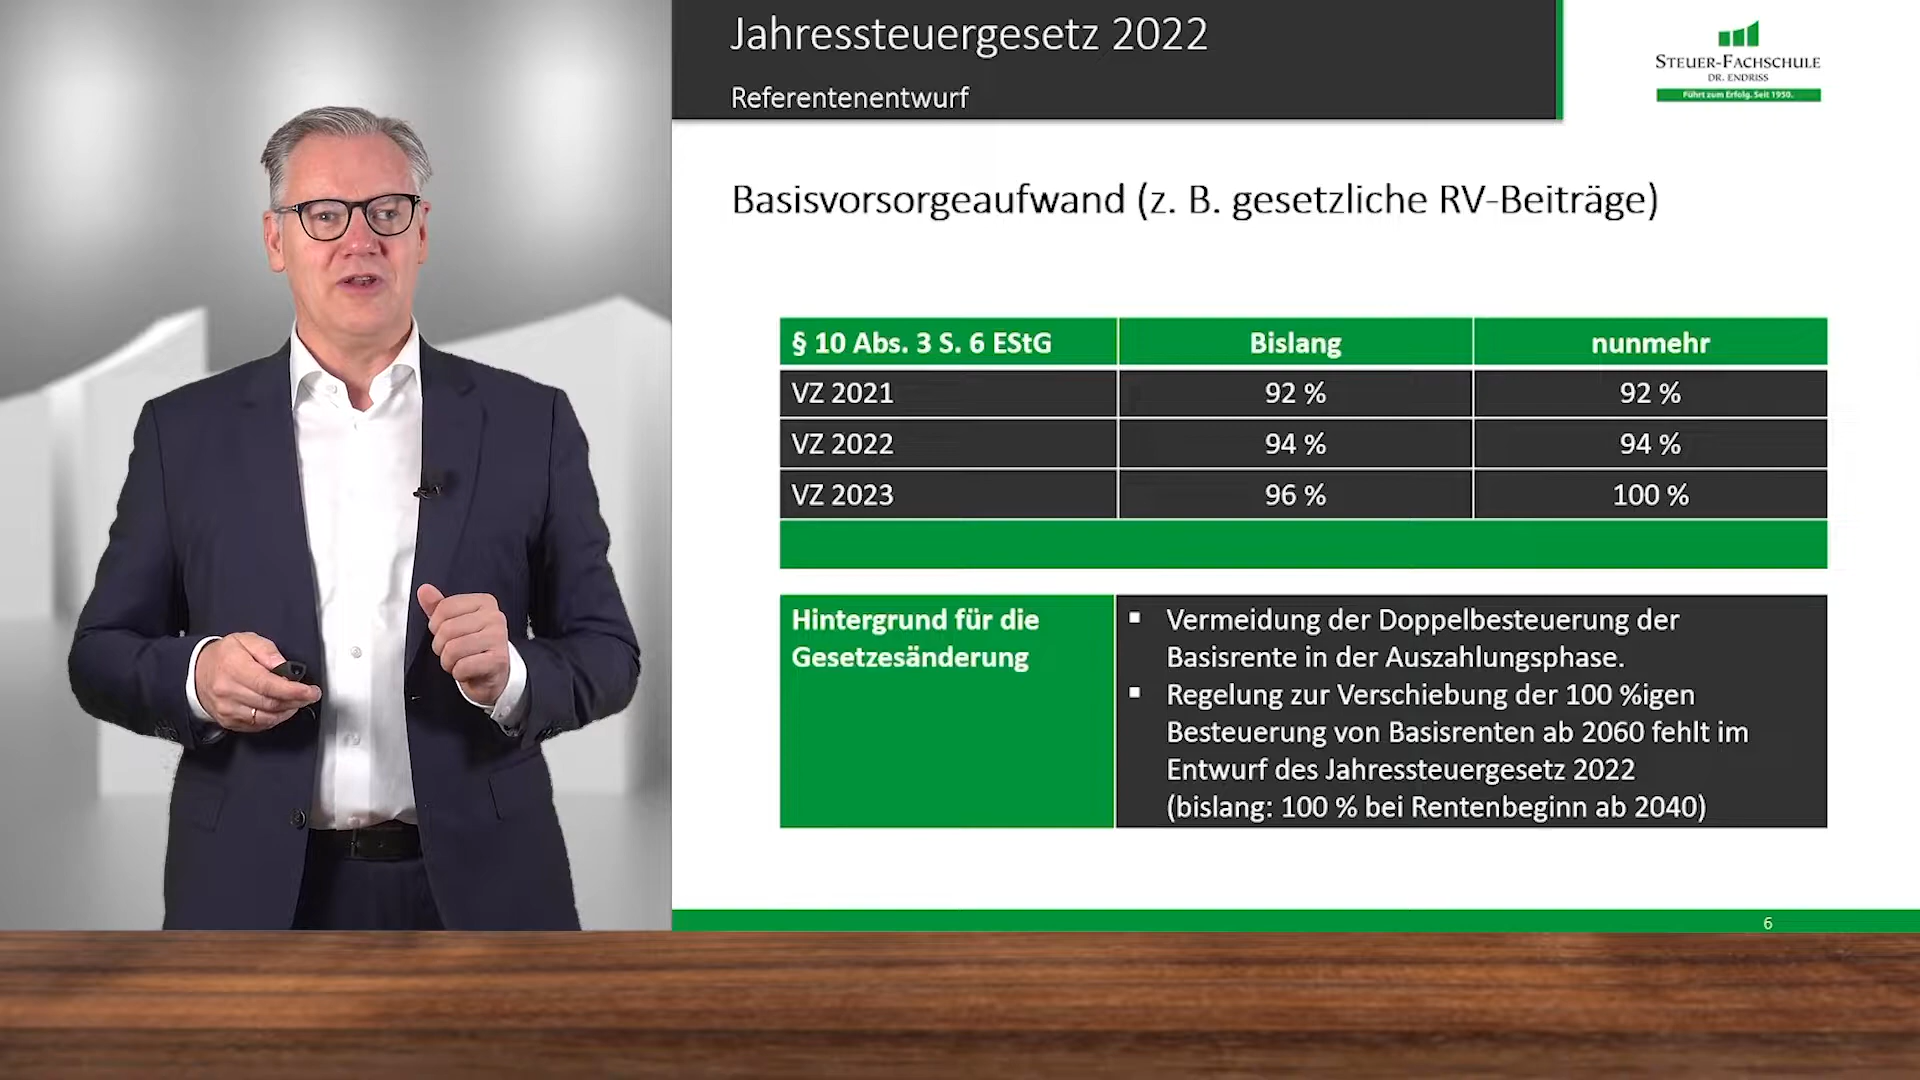 Jahressteuergesetz 2022
Referentenentwurf
STEUER-FACHSCHULE
DR. ENDRISS
Führt zum Erfolg. Seit 1950.
Basisvorsorgeaufwand (z. B. gesetzliche RV-Beiträge)
§ 10 Abs. 3 S. 6 EStG Bislang nunmehr
VZ 2021 92 % 92 %
VZ 2022 94 % 94 %
VZ 2023 96 % 100 %
Hintergrund für die
Gesetzesänderung
▪ Vermeidung der Doppelbesteuerung der
Basisrente in der Auszahlungsphase.
▪ Regelung zur Verschiebung der 100 %igen
Besteuerung von Basisrenten ab 2060 fehlt im
Entwurf des Jahressteuergesetz 2022
(bislang: 100 % bei Rentenbeginn ab 2040)
6